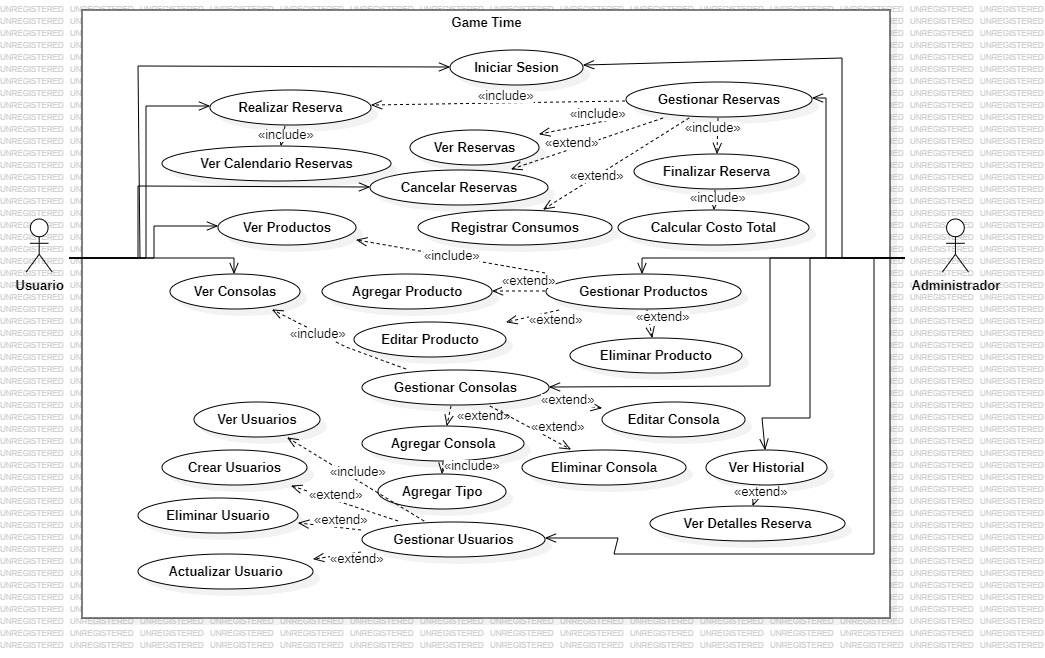 Game Time
Iniciar Sesion
Realizar Reserva
«include»
Gestionar Reservas
«include»
«include»
Ver Reservas
«extend»
«include»
Ver Calendario Reservas
Finalizar Reserva
Cancelar Reservas
«extend»
«include»
Ver Productos
Registrar Consumos
Calcular Costo Total
«include»
Usuario
Administrador
Ver Consolas
Agregar Producto
«extend»
Gestionar Productos
«include»
Editar Producto
«extend»
«extend»
Eliminar Producto
Gestionar Consolas
«extend»
Ver Usuarios
«extend»
Editar Consola
Agregar Consola
«extend»
Crear Usuarios
«include»
«include»
Eliminar Consola
Ver Historial
«extend»
Agregar Tipo
«extend»
Eliminar Usuario
«extend»
Ver Detalles Reserva
Gestionar Usuarios
«extend»
Actualizar Usuario
UNREGISTERED